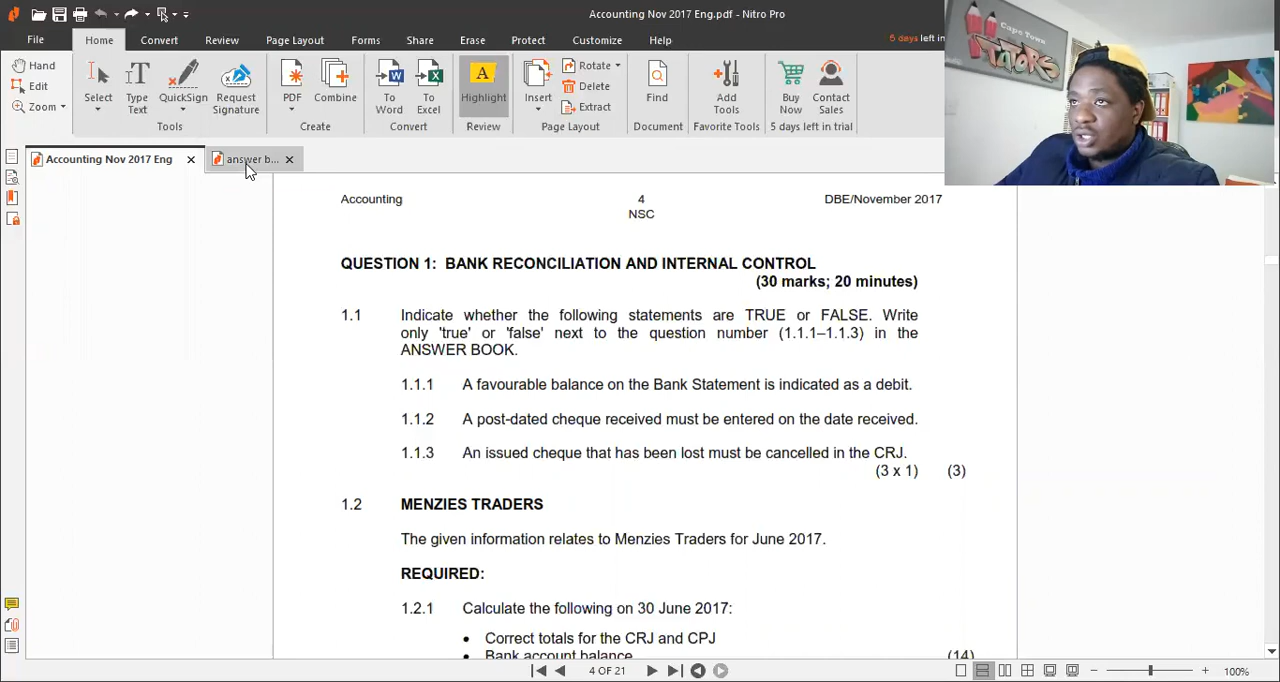 Accounting Nov 2017 Eng.pdf - Nitro Pro
File Home Convert Review Page Layout Forms Share Erase Protect Customize Help
5 days left in
Hand
Edit
Zoom
Select
Type Text
QuickSign
Request Signature
Tools
PDF
Combine
Create
To Word
To Excel
Convert
Highlight
Review
Insert
Rotate
Delete
Extract
Page Layout
Find
Document
Add Tools
Favorite Tools
Buy Now
Contact Sales
5 days left in trial
Cape Town
TUTORS
Accounting Nov 2017 Eng
answer b...
Accounting 4 DBE/November 2017
NSC
QUESTION 1: BANK RECONCILIATION AND INTERNAL CONTROL
(30 marks; 20 minutes)
1.1 Indicate whether the following statements are TRUE or FALSE. Write
only 'true' or 'false' next to the question number (1.1.1–1.1.3) in the
ANSWER BOOK.
1.1.1 A favourable balance on the Bank Statement is indicated as a debit.
1.1.2 A post-dated cheque received must be entered on the date received.
1.1.3 An issued cheque that has been lost must be cancelled in the CRJ.
(3 x 1) (3)
1.2 MENZIES TRADERS
The given information relates to Menzies Traders for June 2017.
REQUIRED:
1.2.1 Calculate the following on 30 June 2017:
• Correct totals for the CRJ and CPJ
• Bank account balance (14)
4 OF 21
100%